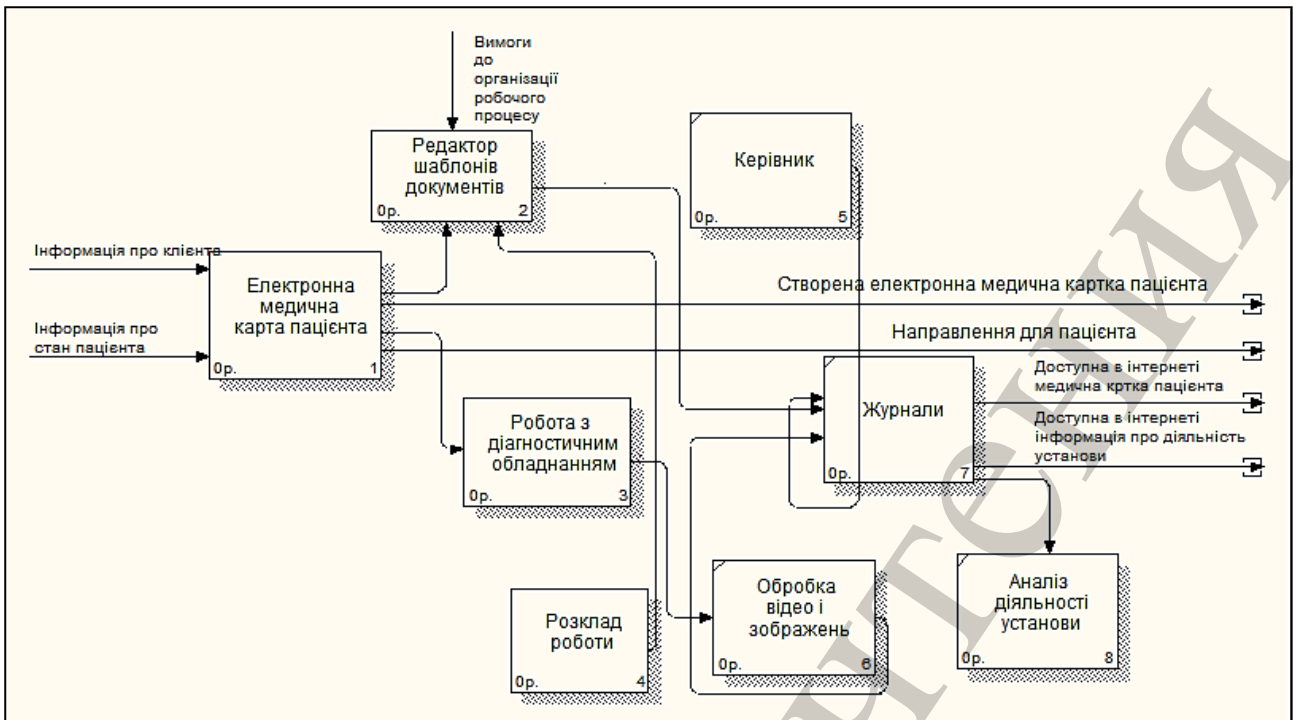 Вимоги
до
організації
робочого
процесу
Редактор
шаблонів
документів
0р. 2
Керівник
0р. 5
Інформація про клієнта
Інформація про
стан пацієнта
Електронна
медична
карта пацієнта
0р. 1
Створена електронна медична картка пацієнта
Направлення для пацієнта
Доступна в інтернеті
медична кртка пацієнта
Доступна в інтернеті
інформація про діяльність
установи
Журнали
0р. 7
Робота з
діагностичним
обладнанням
0р. 3
Розклад
роботи
0р. 4
Обробка
відео і
зображень
0р. 6
Аналіз
діяльності
установи
0р. 8